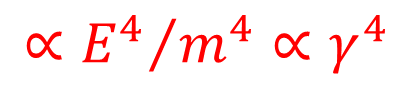 ∝ 𝐸⁴/𝑚⁴ ∝ 𝛾⁴